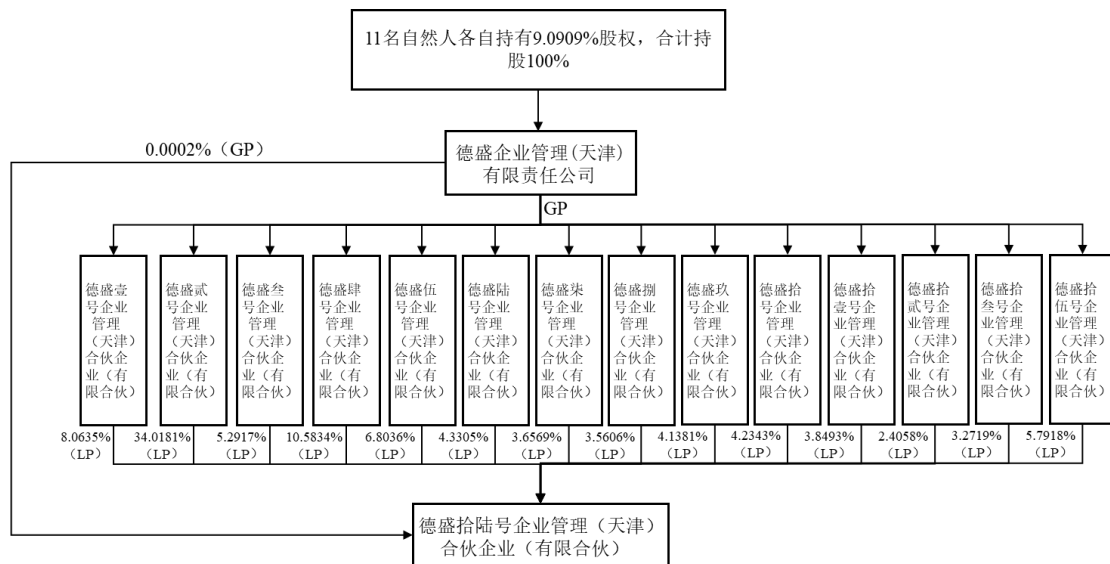 11名自然人各自持有9.0909%股权，合计持
股100%
0.0002%（GP）
德盛企业管理(天津)
有限责任公司
GP
德盛壹
号企业
管理
（天津）
合伙企
业（有
限合伙）
德盛贰
号企业
管理
（天津）
合伙企
业（有
限合伙）
德盛叁
号企业
管理
（天津）
合伙企
业（有
限合伙）
德盛肆
号企业
管理
（天津）
合伙企
业（有
限合伙）
德盛伍
号企业
管理
（天津）
合伙企
业（有
限合伙）
德盛陆
号企业
管理
（天津）
合伙企
业（有
限合伙）
德盛柒
号企业
管理
（天津）
合伙企
业（有
限合伙）
德盛捌
号企业
管理
（天津）
合伙企
业（有
限合伙）
德盛玖
号企业
管理
（天津）
合伙企
业（有
限合伙）
德盛拾
号企业
管理
（天津）
合伙企
业（有
限合伙）
德盛拾
壹号企
业管理
（天津）
合伙企
业（有
限合伙）
德盛拾
贰号企
业管理
（天津）
合伙企
业（有
限合伙）
德盛拾
叁号企
业管理
（天津）
合伙企
业（有
限合伙）
德盛拾
伍号企
业管理
（天津）
合伙企
业（有
限合伙）
8.0635%
（LP）
34.0181%
（LP）
5.2917%
（LP）
10.5834%
（LP）
6.8036%
（LP）
4.3305%
（LP）
3.6569%
（LP）
3.5606%
（LP）
4.1381%
（LP）
4.2343%
（LP）
3.8493%
（LP）
2.4058%
（LP）
3.2719%
（LP）
5.7918%
（LP）
德盛拾陆号企业管理（天津）
合伙企业（有限合伙）